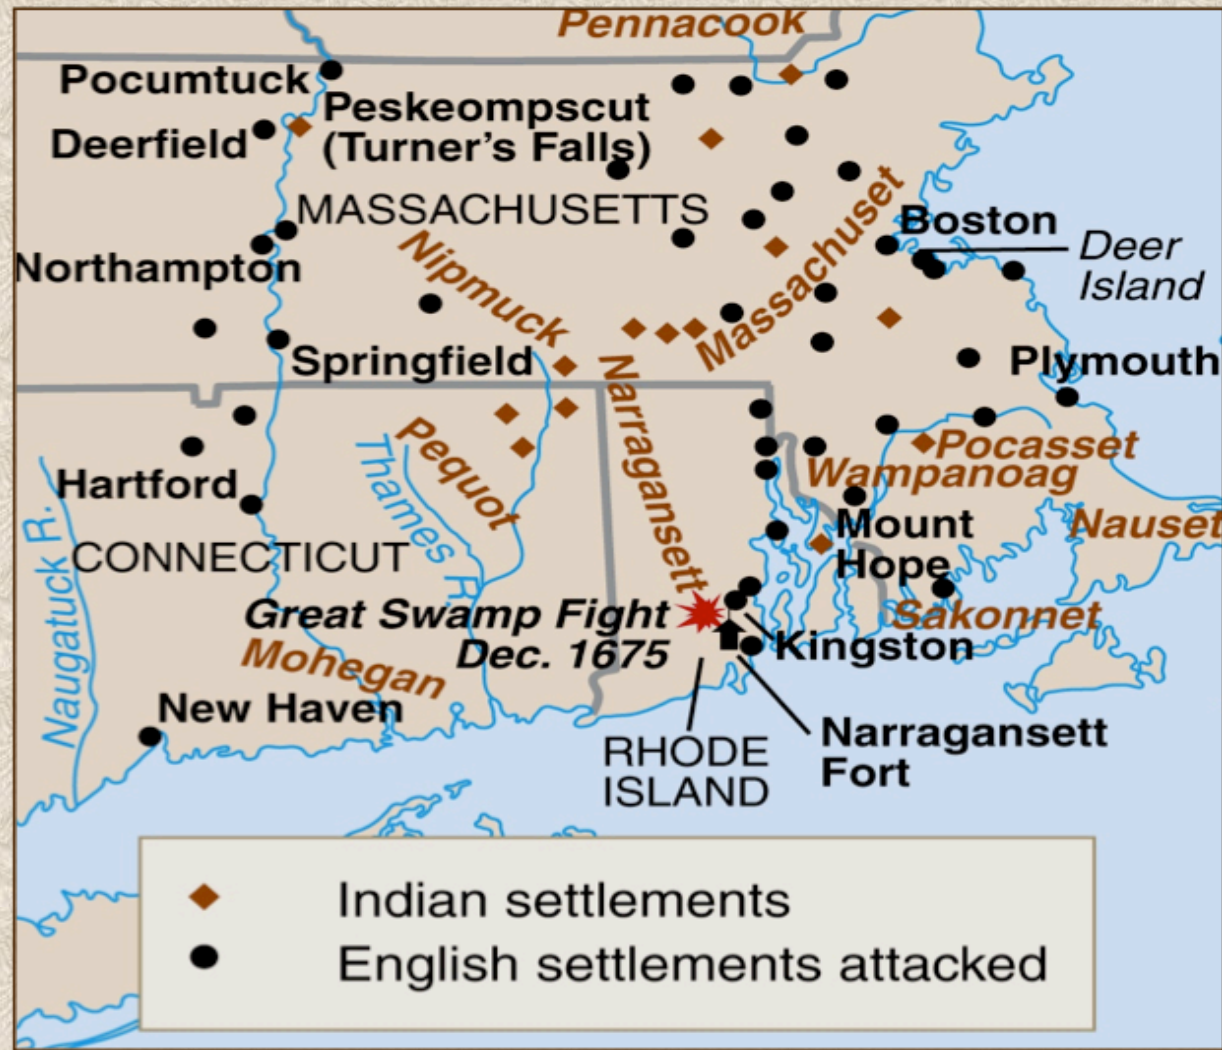 Pennacook
Pocumtuck
Peskeompscut
(Turner's Falls)
Deerfield
MASSACHUSETTS
Massachuset
Boston
Deer
Island
Northampton
Nipmuck
Springfield
Narragansett
Plymouth
Pequot
Thames R.
Pocasset
Wampanoag
Hartford
Naugatuck R.
CONNECTICUT
Mount
Hope
Nauset
Great Swamp Fight
Dec. 1675
Sakonnet
Kingston
Mohegan
New Haven
Narragansett
Fort
RHODE
ISLAND
Indian settlements
English settlements attacked